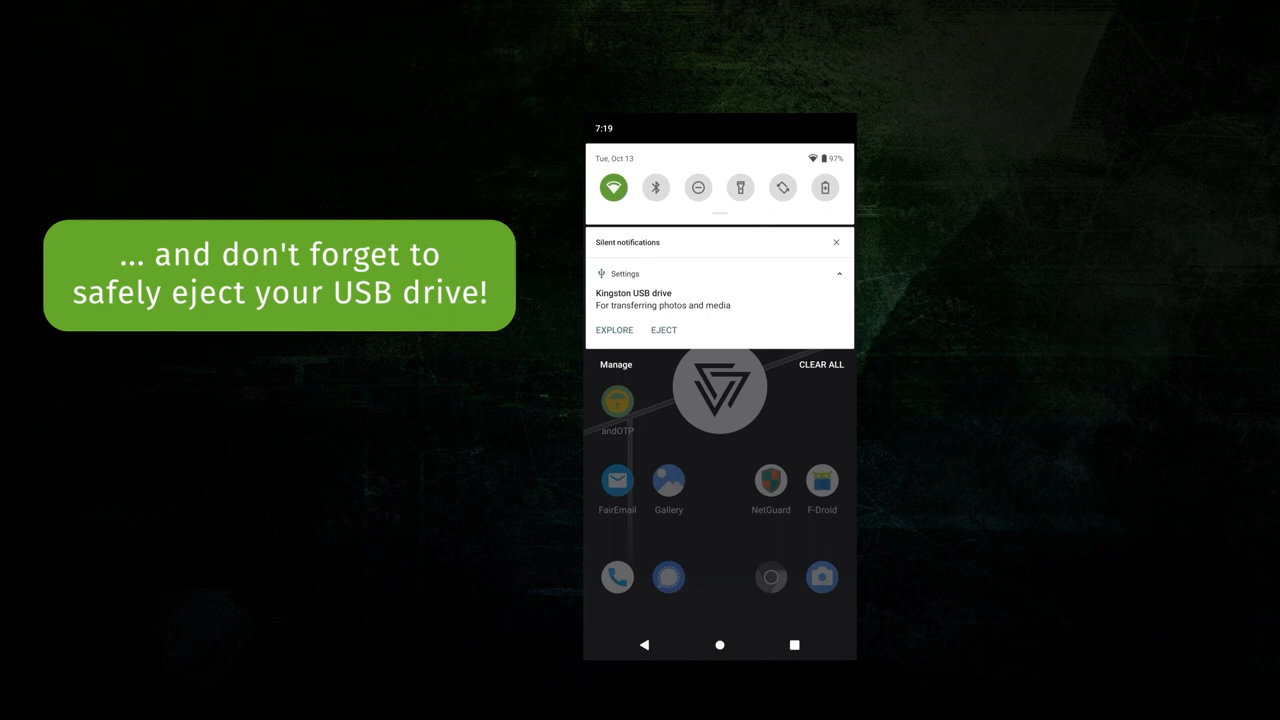 ... and don't forget to
safely eject your USB drive!
7:19
Tue, Oct 13
97%
Silent notifications
Settings
Kingston USB drive
For transferring photos and media
EXPLORE EJECT
Manage CLEAR ALL
andOTP
FairEmail Gallery NetGuard F-Droid